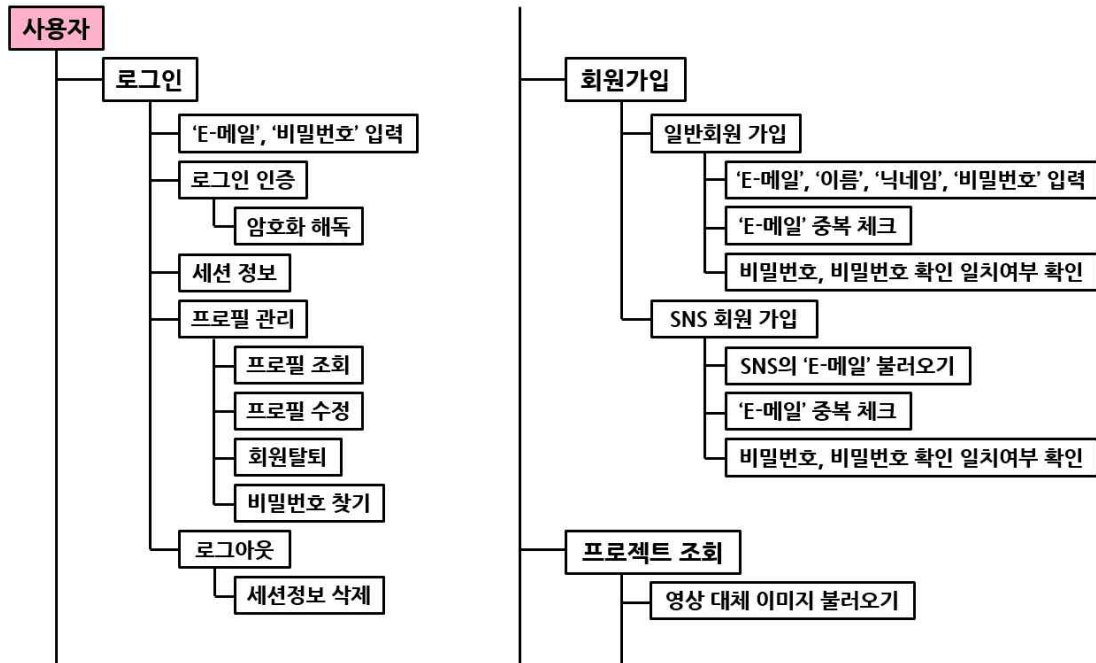 사용자
로그인
‘E-메일’, ‘비밀번호’ 입력
로그인 인증
암호화 해독
세션 정보
프로필 관리
프로필 조회
프로필 수정
회원탈퇴
비밀번호 찾기
로그아웃
세션정보 삭제
회원가입
일반회원 가입
‘E-메일’, ‘이름’, ‘닉네임’, ‘비밀번호’ 입력
‘E-메일’ 중복 체크
비밀번호, 비밀번호 확인 일치여부 확인
SNS 회원 가입
SNS의 ‘E-메일’ 불러오기
‘E-메일’ 중복 체크
비밀번호, 비밀번호 확인 일치여부 확인
프로젝트 조회
영상 대체 이미지 불러오기